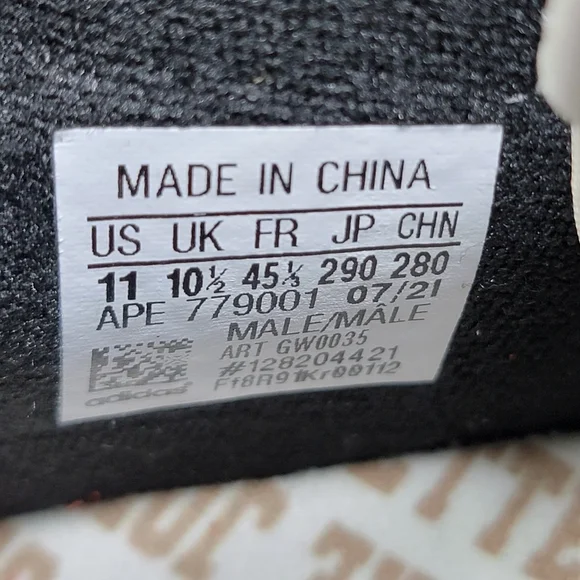 MADE IN CHINA
US UK FR JP CHN
11 10½ 45⅓ 290 280
APE 779001 07/21
MALE/MÂLE
ART GW0035
#128204421
adidas